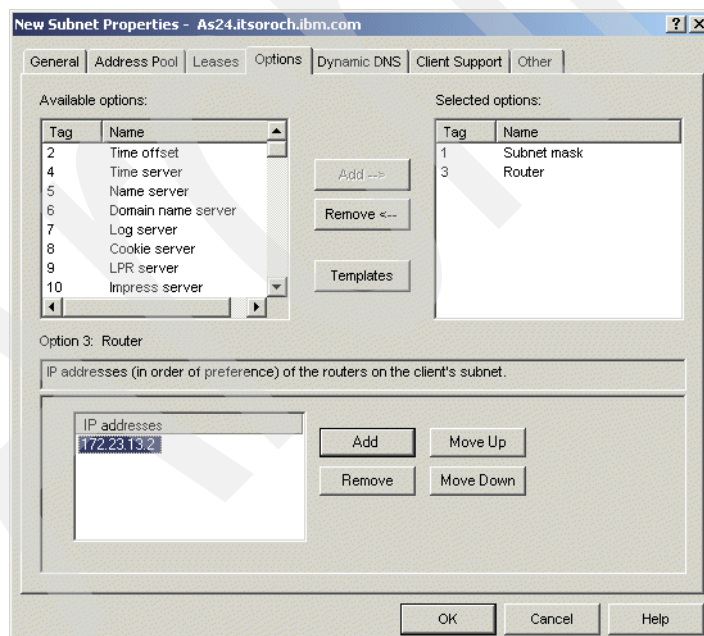 New Subnet Properties - As24.itsoroch.ibm.com
General Address Pool Leases Options Dynamic DNS Client Support Other
Available options: Selected options:
Tag Name
2 Time offset
4 Time server
5 Name server
6 Domain name server
7 Log server
8 Cookie server
9 LPR server
10 Impress server
Add -->
Remove <--
Templates
Tag Name
1 Subnet mask
3 Router
Option 3: Router
IP addresses (in order of preference) of the routers on the client's subnet.
IP addresses
172.23.13.2
Add Move Up
Remove Move Down
OK Cancel Help